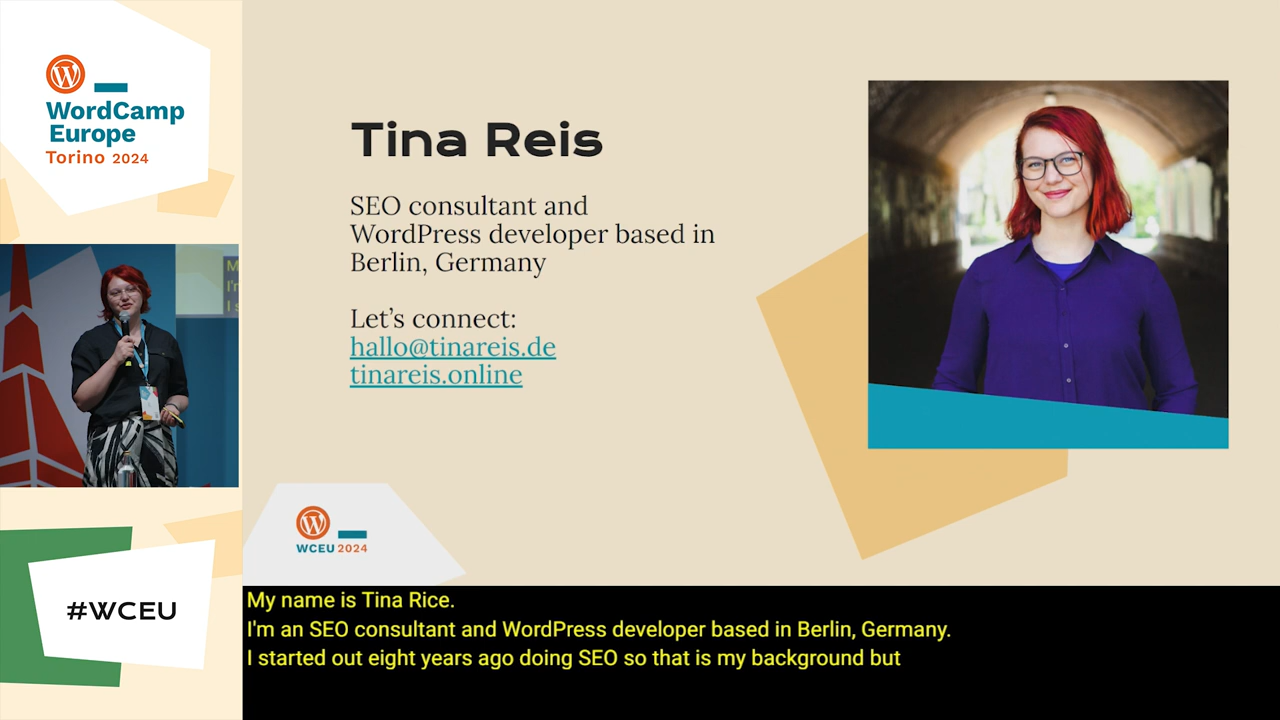 WordCamp
Europe
Torino 2024
M
I'm
I s
#WCEU
Tina Reis
SEO consultant and
WordPress developer based in
Berlin, Germany
Let's connect:
hallo@tinareis.de
tinareis.online
WCEU 2024
My name is Tina Rice.
I'm an SEO consultant and WordPress developer based in Berlin, Germany.
I started out eight years ago doing SEO so that is my background but